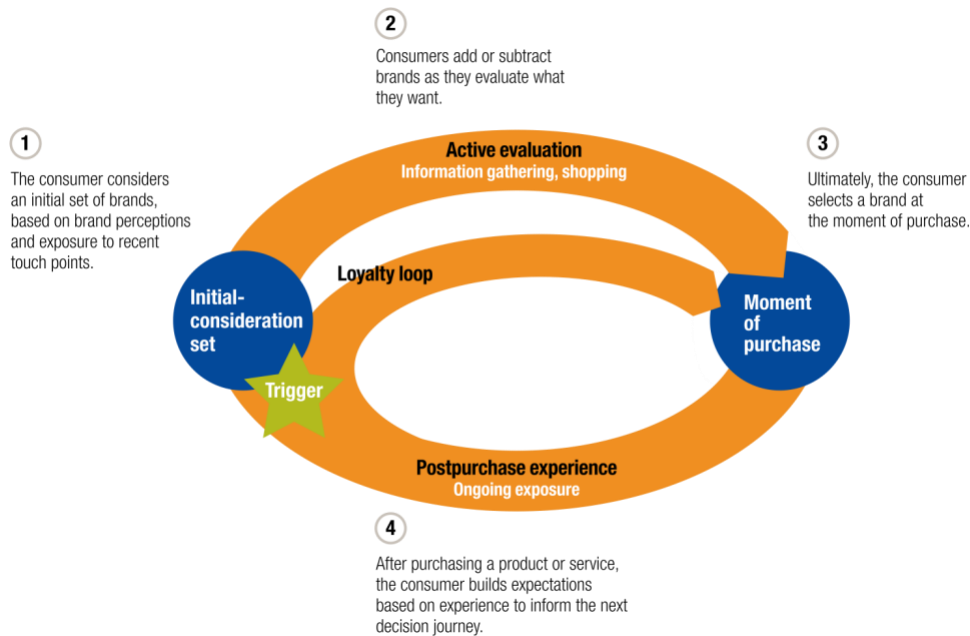 1
The consumer considers
an initial set of brands,
based on brand perceptions
and exposure to recent
touch points.
2
Consumers add or subtract
brands as they evaluate what
they want.
3
Ultimately, the consumer
selects a brand at
the moment of purchase.
Active evaluation
Information gathering, shopping
Loyalty loop
Initial-
consideration
set
Trigger
Moment
of
purchase
Postpurchase experience
Ongoing exposure
4
After purchasing a product or service,
the consumer builds expectations
based on experience to inform the next
decision journey.